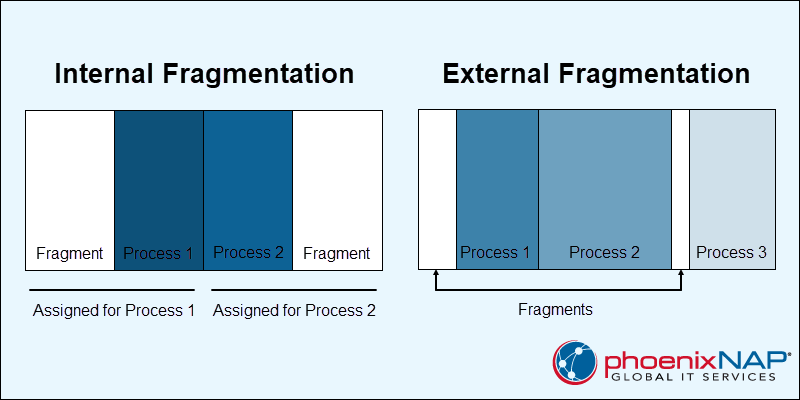 Internal Fragmentation
External Fragmentation
Fragment
Process 1
Process 2
Fragment
Process 1
Process 2
Process 3
Assigned for Process 1
Assigned for Process 2
Fragments
phoenixNAP®
GLOBAL IT SERVICES